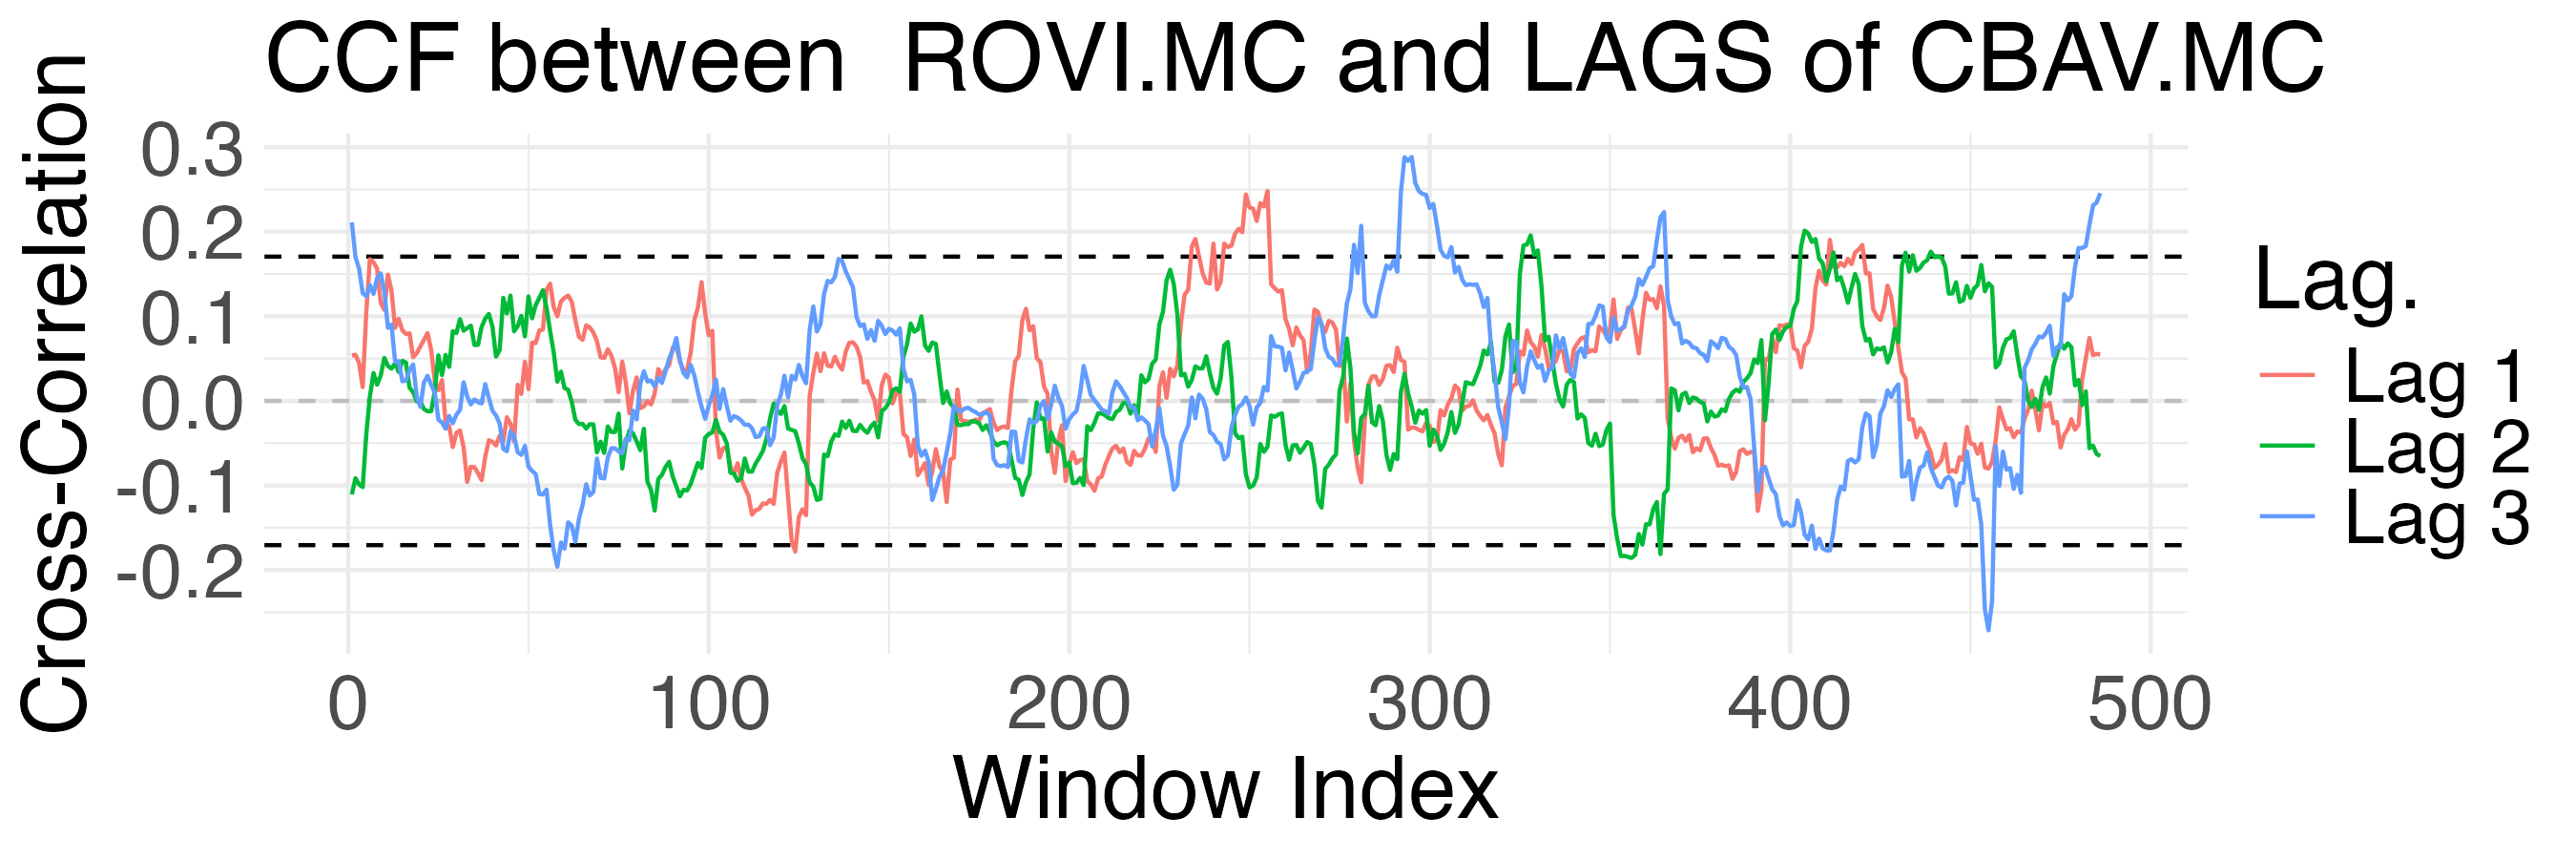 CCF between  ROVI.MC and LAGS of CBAV.MC
Cross-Correlation
0.3
0.2
0.1
0.0
-0.1
-0.2
0 100 200 300 400 500
Window Index
Lag.
Lag 1
Lag 2
Lag 3